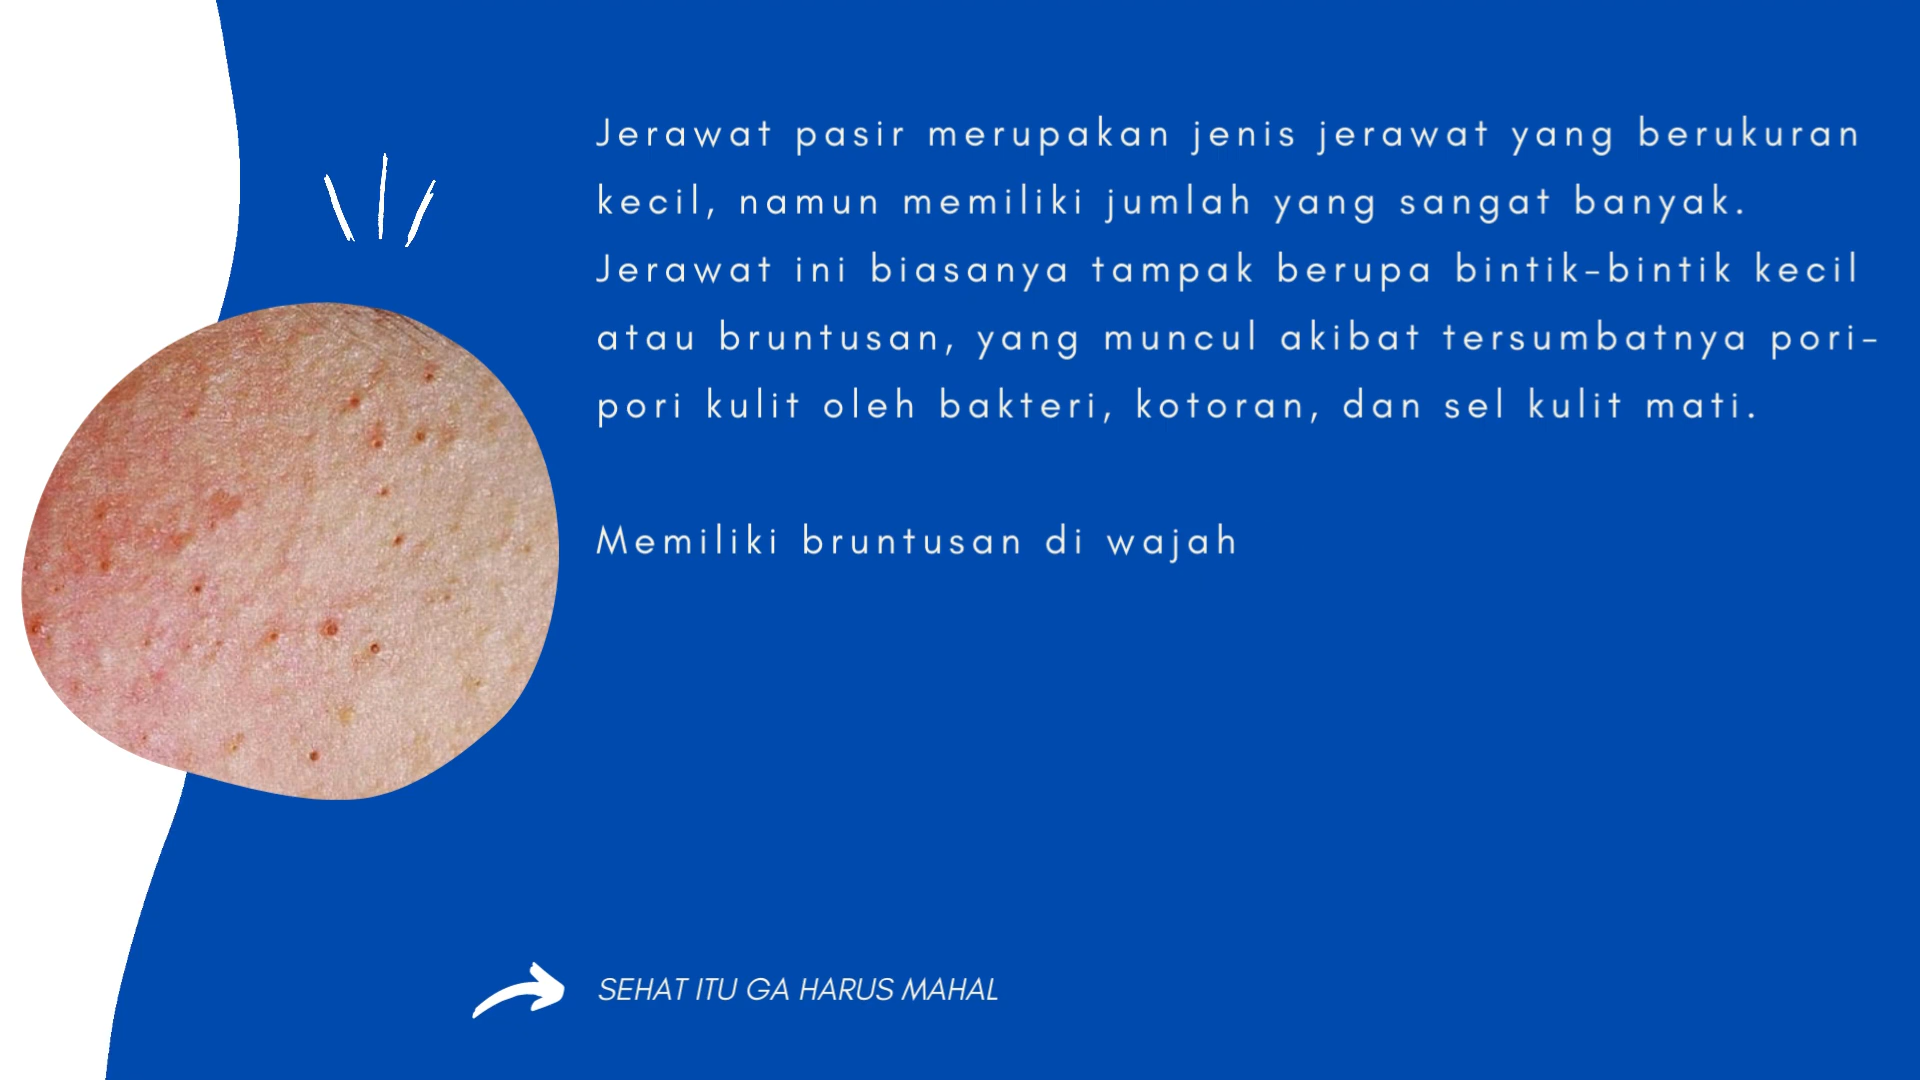 Jerawat pasir merupakan jenis jerawat yang berukuran
kecil, namun memiliki jumlah yang sangat banyak.
Jerawat ini biasanya tampak berupa bintik-bintik kecil
atau bruntusan, yang muncul akibat tersumbatnya pori-
pori kulit oleh bakteri, kotoran, dan sel kulit mati.
Memiliki bruntusan di wajah
SEHAT ITU GA HARUS MAHAL